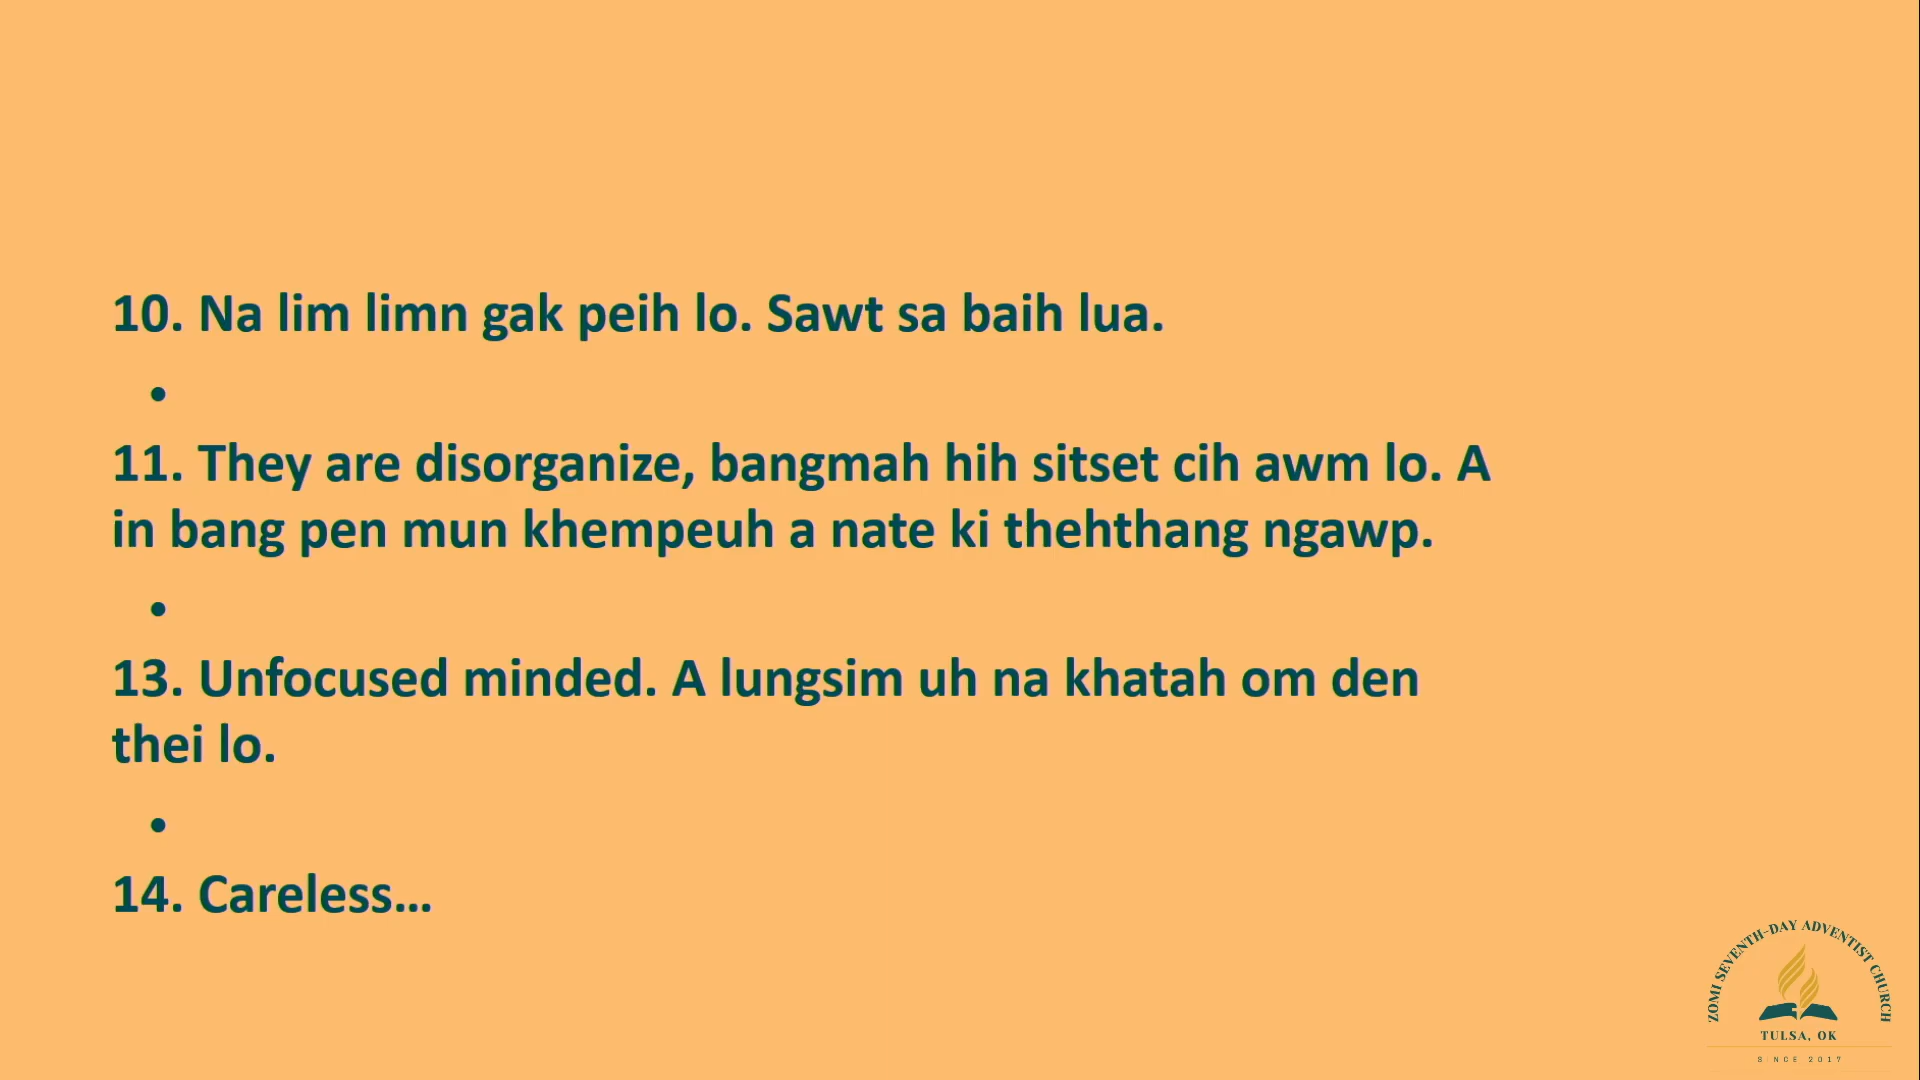 10. Na lim limn gak peih lo. Sawt sa baih lua.
•
11. They are disorganize, bangmah hih sitset cih awm lo. A
in bang pen mun khempeuh a nate ki thehthang ngawp.
•
13. Unfocused minded. A lungsim uh na khatah om den
thei lo.
•
14. Careless...
ZOMI SEVENTH-DAY ADVENTIST CHURCH
TULSA, OK
SINCE 2017